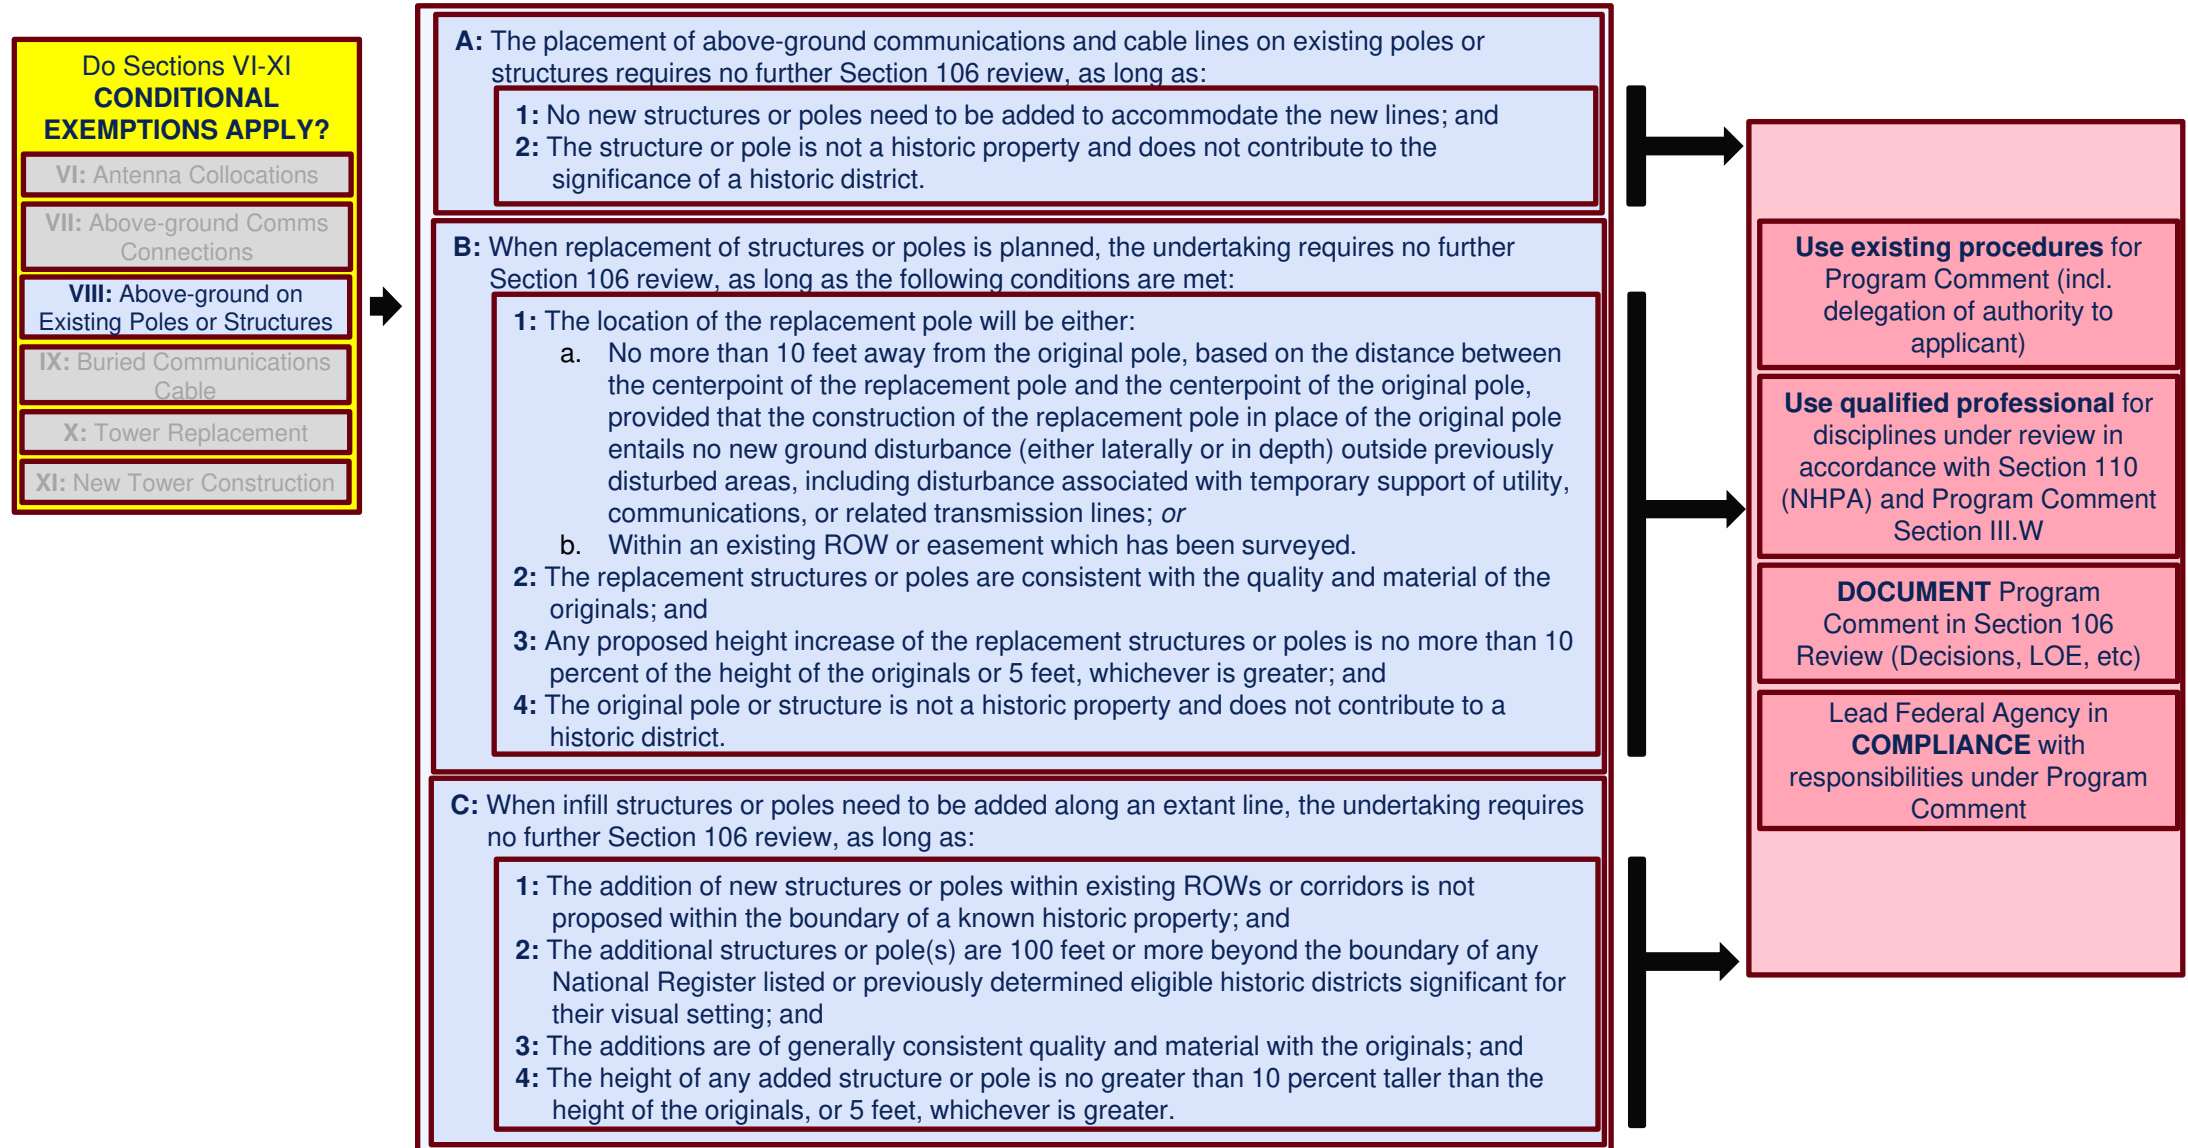 Do Sections VI-XI
CONDITIONAL
EXEMPTIONS APPLY?
VI: Antenna Collocations
VII: Above-ground Comms
Connections
VIII: Above-ground on
Existing Poles or Structures
IX: Buried Communications
Cable
X: Tower Replacement
XI: New Tower Construction
A: The placement of above-ground communications and cable lines on existing poles or
structures requires no further Section 106 review, as long as:
1: No new structures or poles need to be added to accommodate the new lines; and
2: The structure or pole is not a historic property and does not contribute to the
significance of a historic district.
B: When replacement of structures or poles is planned, the undertaking requires no further
Section 106 review, as long as the following conditions are met:
1: The location of the replacement pole will be either:
a. No more than 10 feet away from the original pole, based on the distance between
the centerpoint of the replacement pole and the centerpoint of the original pole,
provided that the construction of the replacement pole in place of the original pole
entails no new ground disturbance (either laterally or in depth) outside previously
disturbed areas, including disturbance associated with temporary support of utility,
communications, or related transmission lines; or
b. Within an existing ROW or easement which has been surveyed.
2: The replacement structures or poles are consistent with the quality and material of the
originals; and
3: Any proposed height increase of the replacement structures or poles is no more than 10
percent of the height of the originals or 5 feet, whichever is greater; and
4: The original pole or structure is not a historic property and does not contribute to a
historic district.
C: When infill structures or poles need to be added along an extant line, the undertaking requires
no further Section 106 review, as long as:
1: The addition of new structures or poles within existing ROWs or corridors is not
proposed within the boundary of a known historic property; and
2: The additional structures or pole(s) are 100 feet or more beyond the boundary of any
National Register listed or previously determined eligible historic districts significant for
their visual setting; and
3: The additions are of generally consistent quality and material with the originals; and
4: The height of any added structure or pole is no greater than 10 percent taller than the
height of the originals, or 5 feet, whichever is greater.
Use existing procedures for
Program Comment (incl.
delegation of authority to
applicant)
Use qualified professional for
disciplines under review in
accordance with Section 110
(NHPA) and Program Comment
Section III.W
DOCUMENT Program
Comment in Section 106
Review (Decisions, LOE, etc)
Lead Federal Agency in
COMPLIANCE with
responsibilities under Program
Comment